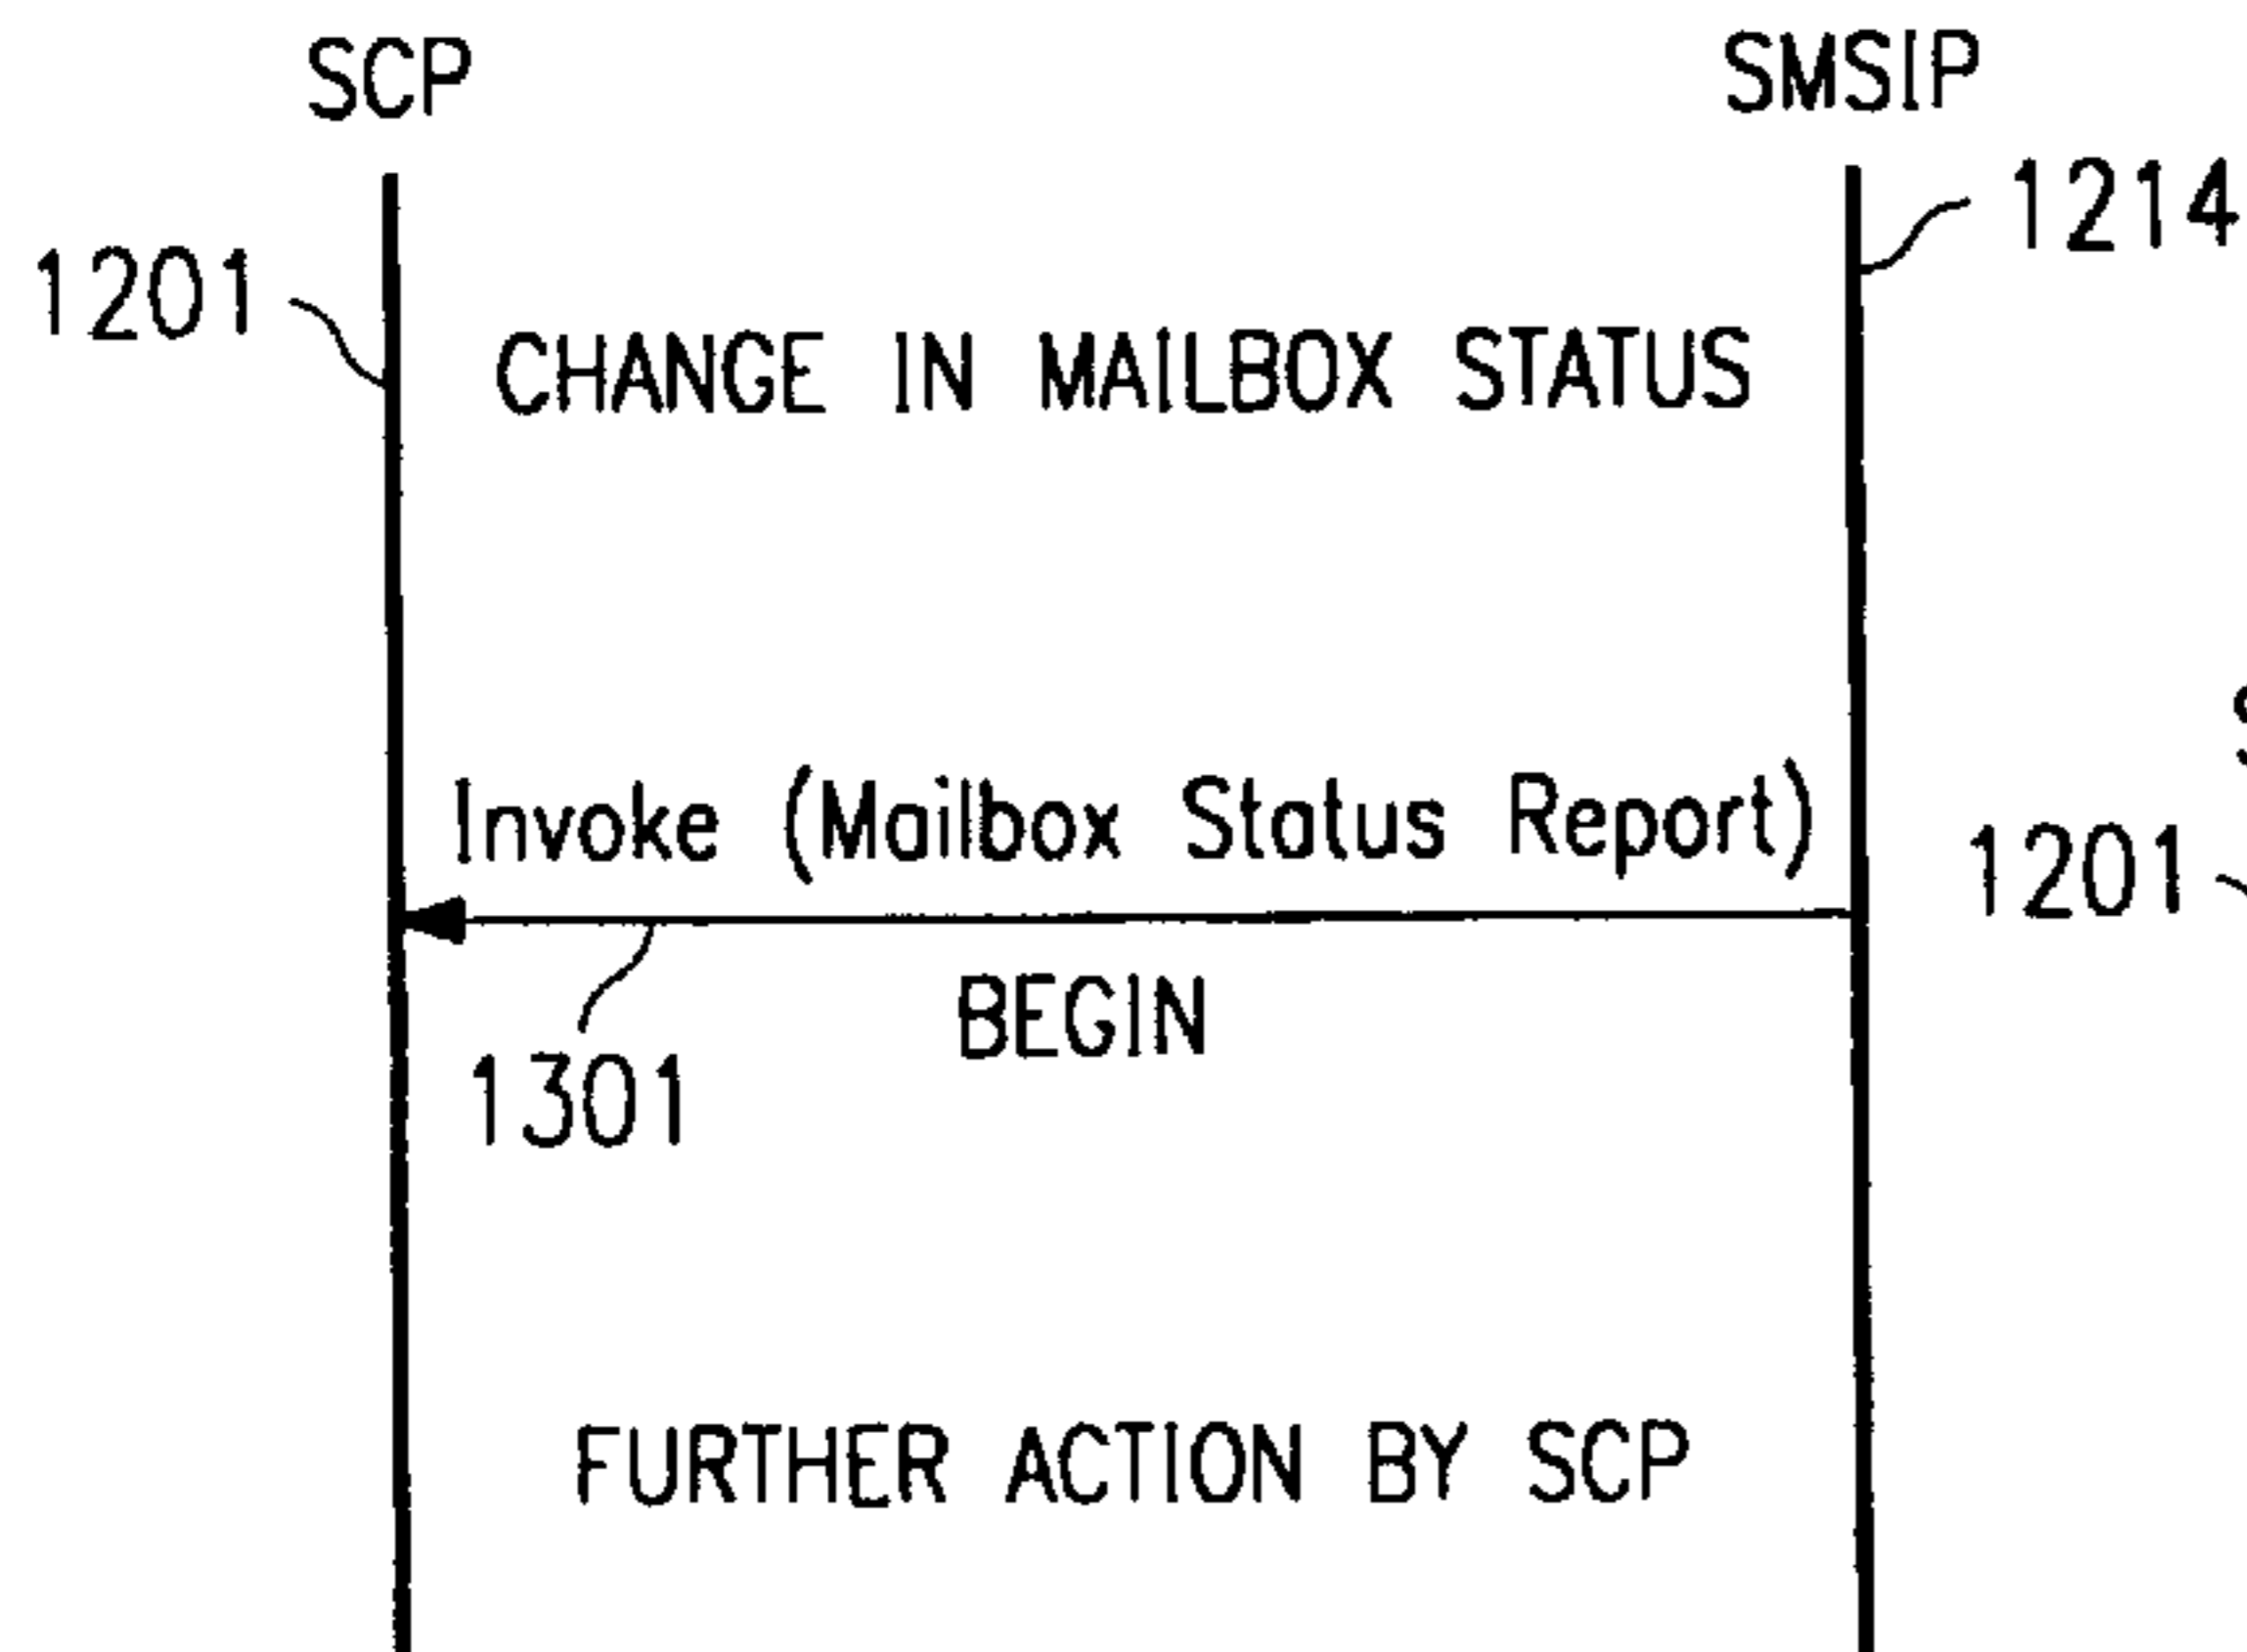 SCP
SMSIP
1214
1201
CHANGE IN MAILBOX STATUS
Invoke (Mailbox Status Report)
1201
BEGIN
1301
FURTHER ACTION BY SCP